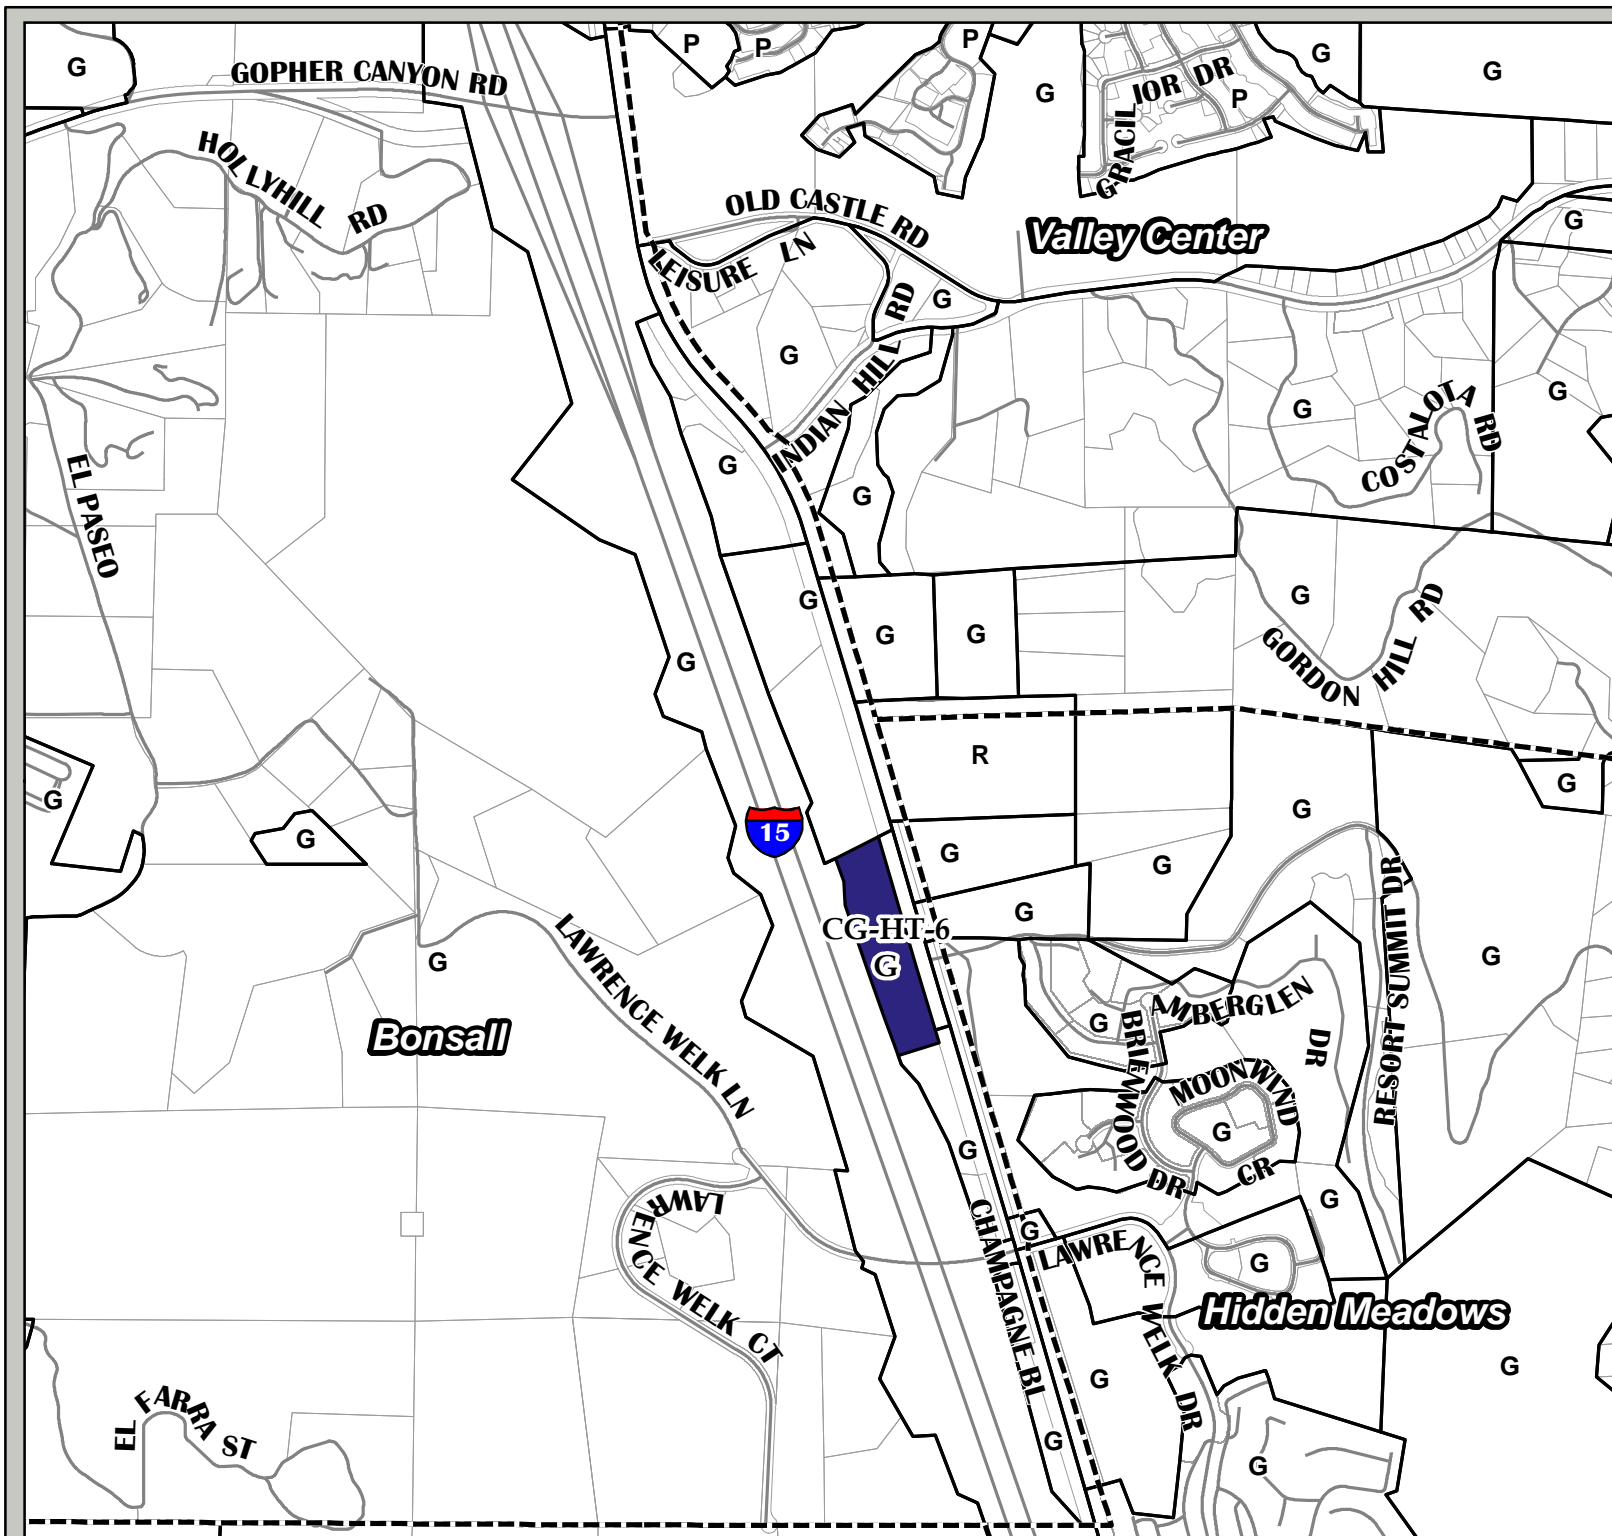 P
P
P
G
G
G
G
GOPHER CANYON RD
IOR DR
P
GRACIL
HOLLYHILL RD
OLD CASTLE RD
Valley Center
G
LEISURE LN
RD
G
G
INDIAN HILL
G
G
COSTALOTA RD
G
G
EL PASEO
G
G
G
G
GORDON HILL RD
G
R
G
G
G
15
G
G
G
RESORT SUMMIT DR
G
CG-HT-6
G
LAWRENCE WELK LN
G
G
AMBERGLEN DR
G
BRIENWOOD DR
Bonsall
MOONWIND CR
G
G
G
LAWRENCE WELK CT
CHAMPAGNE BL
G
LAWRENCE WELK DR
G
Hidden Meadows
G
G
EL FARRA ST
G
G